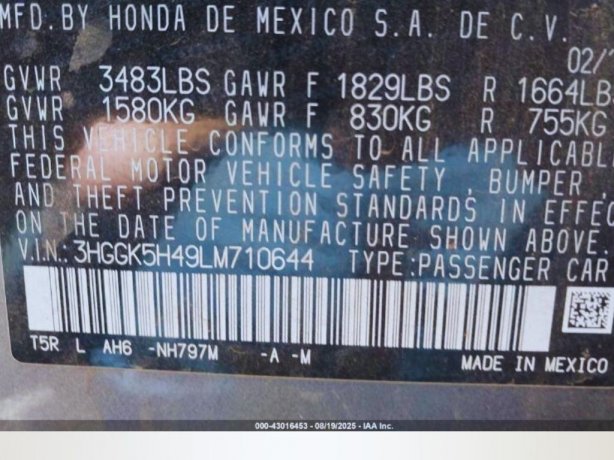 MFD. BY HONDA DE MEXICO S.A. DE C.V.
02/
GVWR 3483LBS GAWR F 1829LBS R 1664LB
GVWR 1580KG GAWR F 830KG R 755KG
THIS VEHICLE CONFORMS TO ALL APPLICABL
FEDERAL MOTOR VEHICLE SAFETY, BUMPER
AND THEFT PREVENTION STANDARDS IN EFFEC
ON THE DATE OF MANUFACTURE SHOWN ABOVE.
V.I.N.: 3HGGK5H49LM710644 TYPE:PASSENGER CAR
T5R L AH6 -NH797M -A -M
MADE IN MEXICO
000-43016453 - 08/19/2025 - IAA Inc.